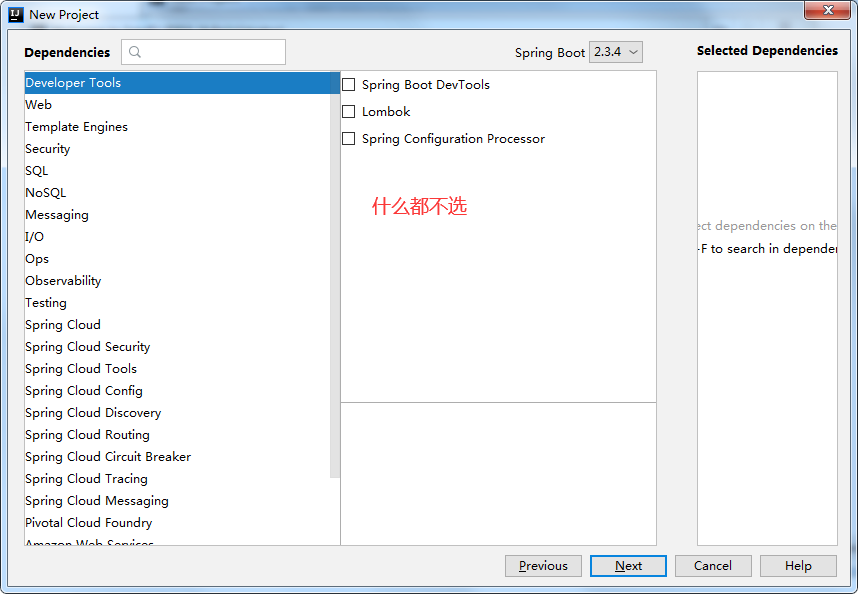 New Project
Dependencies
Spring Boot 2.3.4
Selected Dependencies
Developer Tools
Web
Template Engines
Security
SQL
NoSQL
Messaging
I/O
Ops
Observability
Testing
Spring Cloud
Spring Cloud Security
Spring Cloud Tools
Spring Cloud Config
Spring Cloud Discovery
Spring Cloud Routing
Spring Cloud Circuit Breaker
Spring Cloud Tracing
Spring Cloud Messaging
Pivotal Cloud Foundry
Amazon Web Services
Spring Boot DevTools
Lombok
Spring Configuration Processor
什么都不选
ect dependencies on the
-F to search in depender
Previous
Next
Cancel
Help